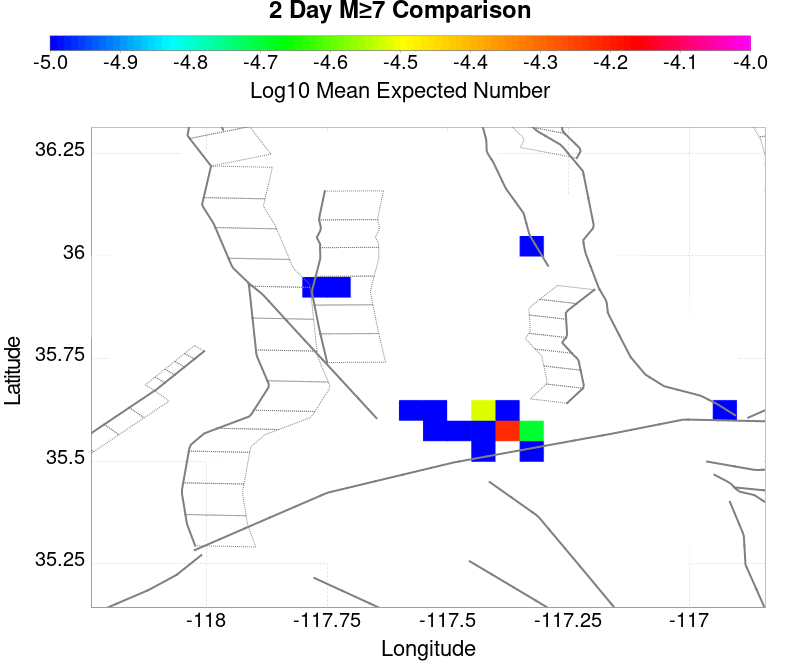 2 Day M≥7 Comparison
-5.0 -4.9 -4.8 -4.7 -4.6 -4.5 -4.4 -4.3 -4.2 -4.1 -4.0
Log10 Mean Expected Number
36.25
36
35.75
35.5
35.25
Latitude
-118 -117.75 -117.5 -117.25 -117
Longitude